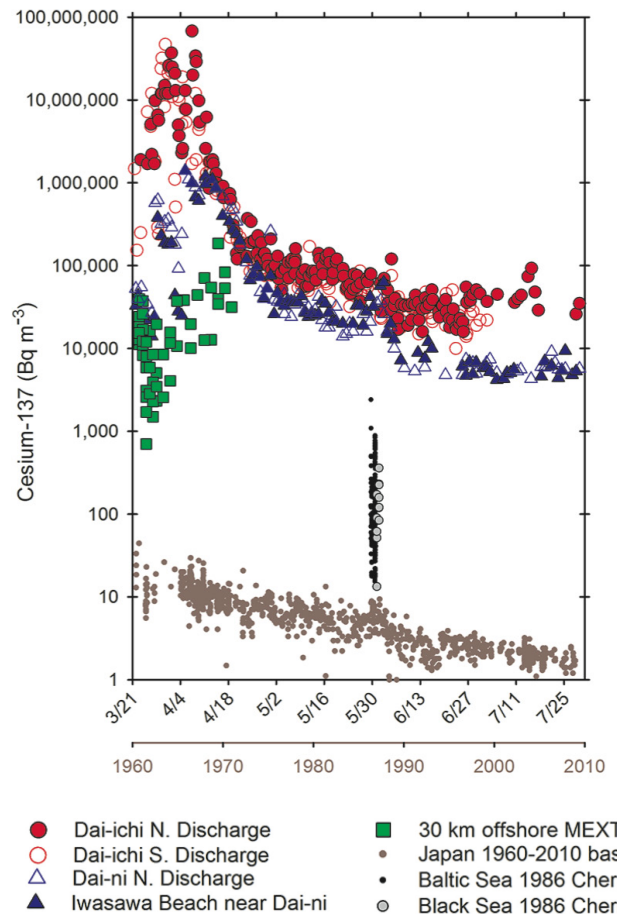 100,000,000
10,000,000
1,000,000
100,000
10,000
1,000
100
10
1
Cesium-137 (Bq m⁻³)
3/21 4/4 4/18 5/2 5/16 5/30 6/13 6/27 7/11 7/25
1960 1970 1980 1990 2000 2010
Dai-ichi N. Discharge
Dai-ichi S. Discharge
Dai-ni N. Discharge
Iwasawa Beach near Dai-ni
30 km offshore MEXT
Japan 1960-2010 bas
Baltic Sea 1986 Cher
Black Sea 1986 Cher